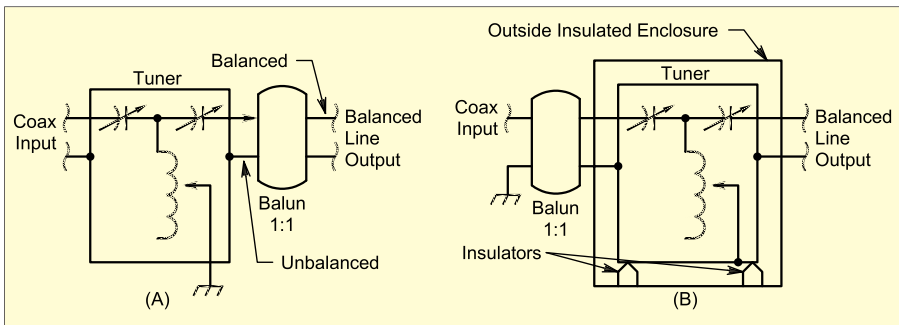 Balanced
Tuner
Coax
Input
Balanced
Line
Output
Balun
1:1
Unbalanced
(A)
Outside Insulated Enclosure
Tuner
Coax
Input
Balanced
Line
Output
Balun
1:1
Insulators
(B)